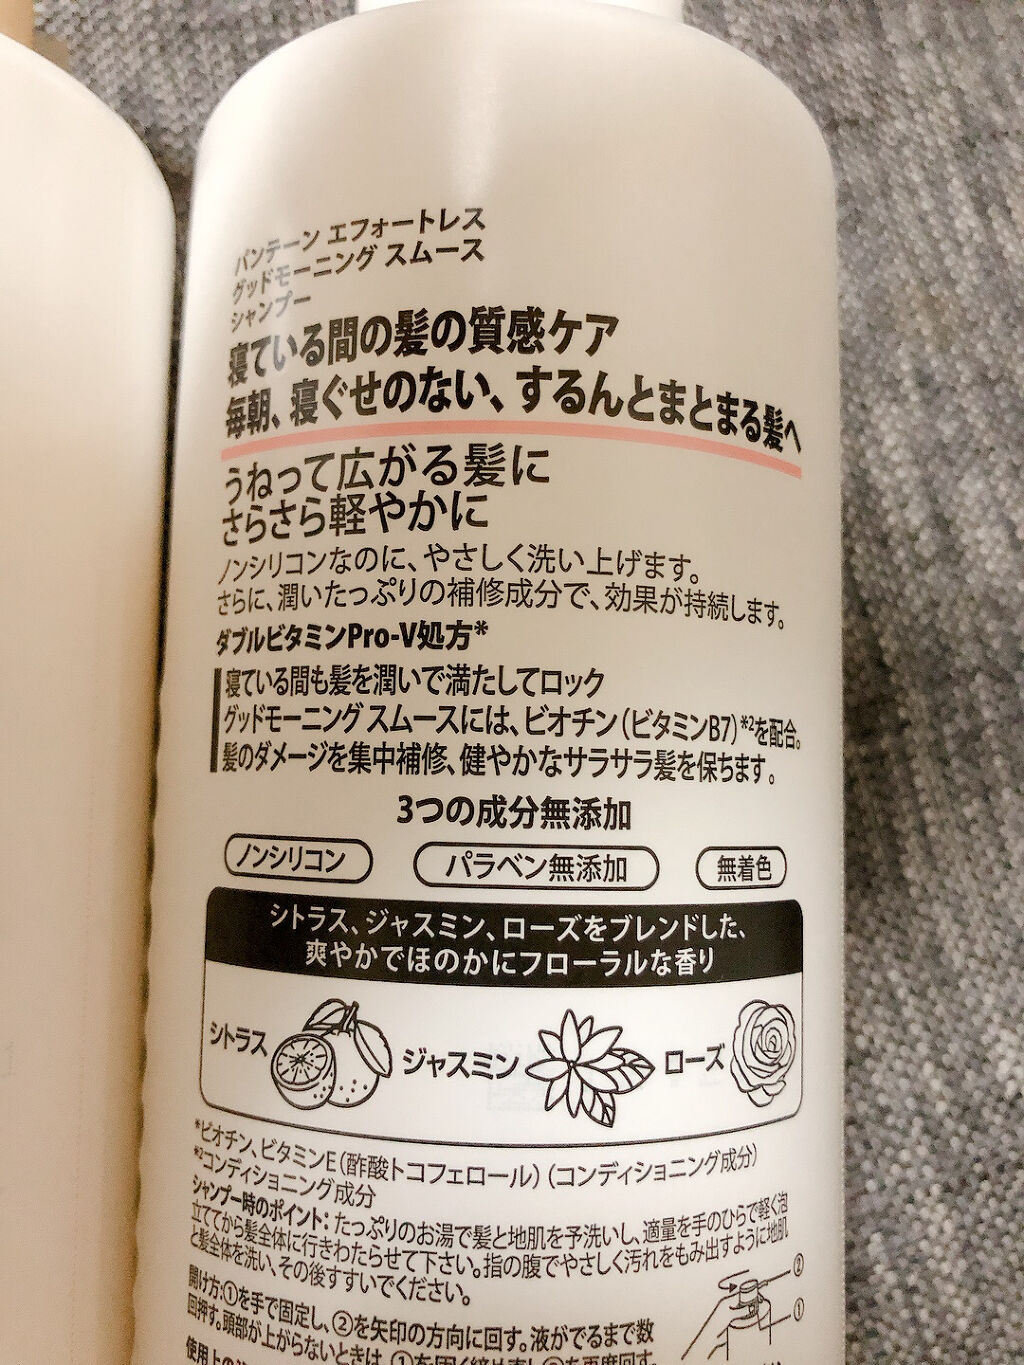 パンテーン エフォートレス
グッドモーニング スムース
シャンプー
寝ている間の髪の質感ケア
毎朝、寝ぐせのない、するんとまとまる髪へ
うねって広がる髪に
さらさら軽やかに
ノンシリコンなのに、やさしく洗い上げます。
さらに、潤いたっぷりの補修成分で、効果が持続します。
ダブルビタミンPro-V処方*
寝ている間も髪を潤いで満たしてロック
グッドモーニング スムースには、ビオチン(ビタミンB7)*²を配合。
髪のダメージを集中補修、健やかなサラサラ髪を保ちます。
3つの成分無添加
ノンシリコン パラベン無添加 無着色
シトラス、ジャスミン、ローズをブレンドした、
爽やかでほのかにフローラルな香り
シトラス ジャスミン ローズ
*ビオチン、ビタミンE(酢酸トコフェロール)(コンディショニング成分)
*²コンディショニング成分
シャンプー時のポイント:たっぷりのお湯で髪と地肌を予洗いし、適量を手のひらで軽く泡
立ててから髪全体に行きわたらせて下さい。指の腹でやさしく汚れをもみ出すように地肌
と髪全体を洗い、その後すすいでください。
開け方:①を手で固定し、②を矢印の方向に回す。液がでるまで数
回押す。頭部が上がらないときは、①を固く締め直し②を再度回す。
②
①
使用上の